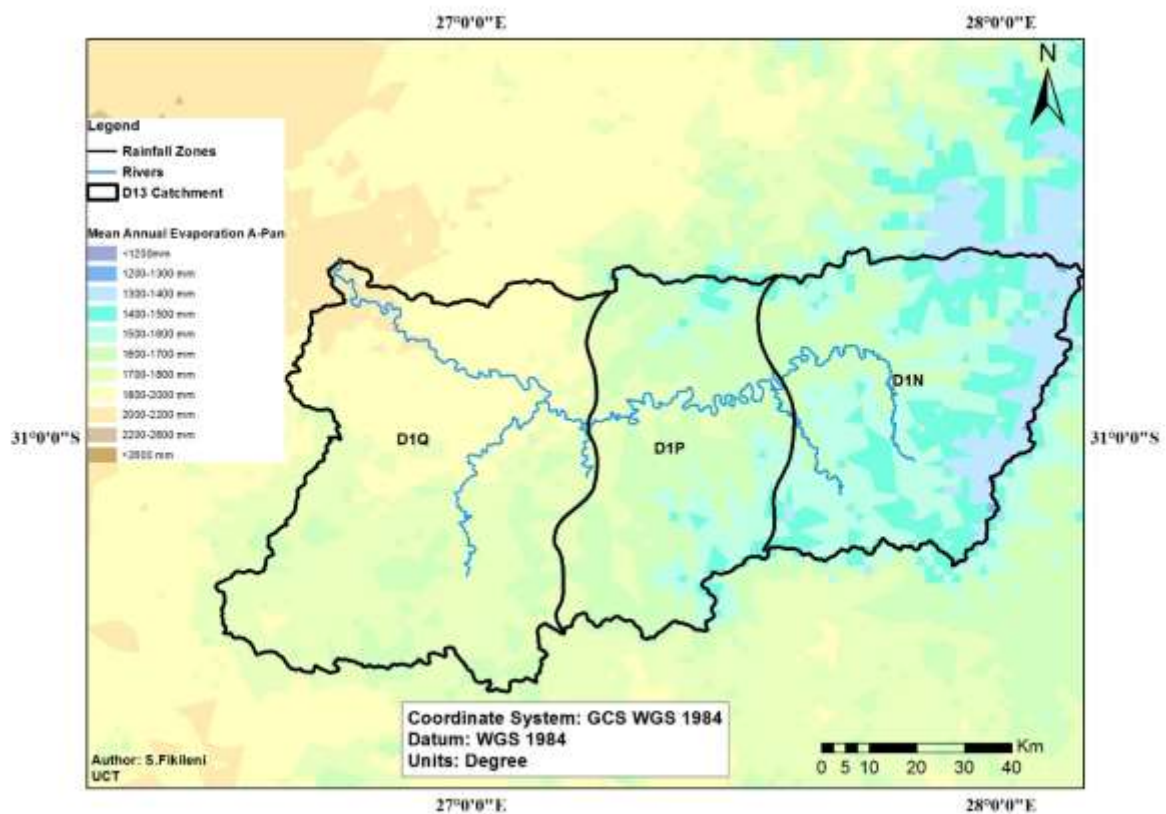 27°0'0"E 28°0'0"E
N
Legend
Rainfall Zones
Rivers
D13 Catchment
Mean Annual Evaporation A-Pan
<1200mm
1200-1300 mm
1300-1400 mm
1400-1500 mm
1500-1600 mm
1600-1700 mm
1700-1800 mm
1800-2000 mm
2000-2200 mm
2200-2600 mm
D1N
31°0'0"S D1Q D1P 31°0'0"S
Coordinate System: GCS WGS 1984
Datum: WGS 1984
Units: Degree
Author: S.Fikileni
UCT
Km
0 5 10 20 30 40
27°0'0"E 28°0'0"E